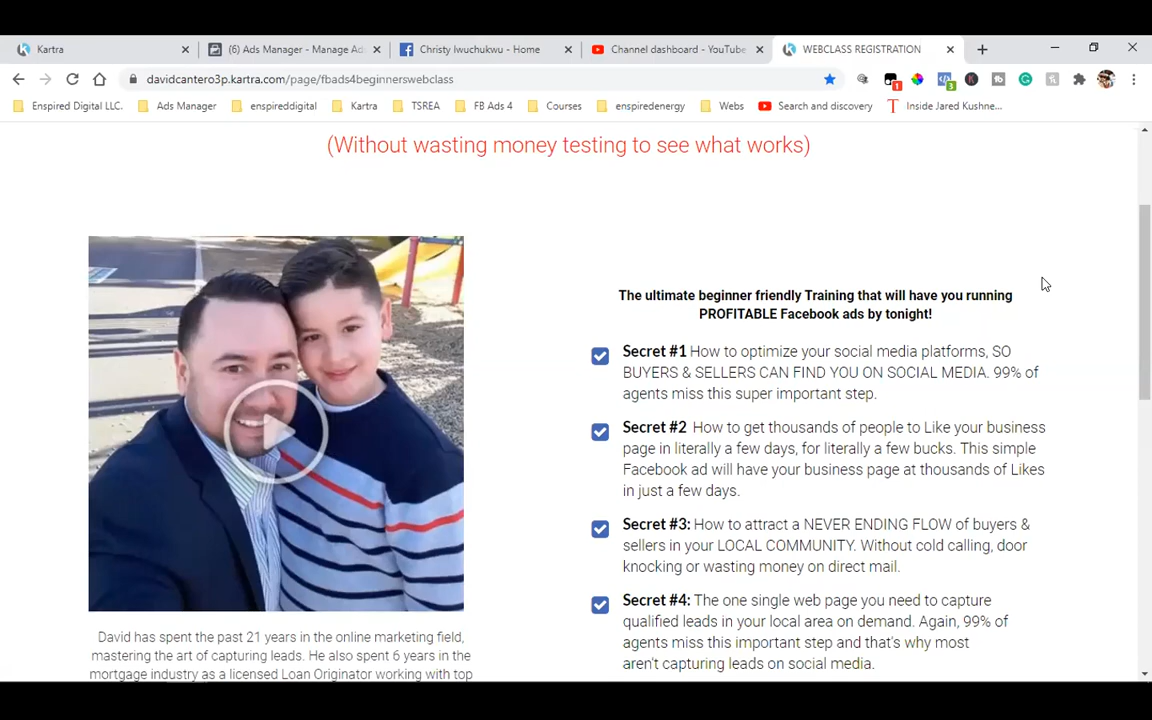 Kartra
(6) Ads Manager - Manage Ad
Christy Iwuchukwu - Home
Channel dashboard - YouTube
WEBCLASS REGISTRATION
davidcantero3p.kartra.com/page/fbads4beginnerswebclass
1
3
Enspired Digital LLC.
Ads Manager
enspireddigital
Kartra
TSREA
FB Ads 4
Courses
enspiredenergy
Webs
Search and discovery
Inside Jared Kushne...
(Without wasting money testing to see what works)
The ultimate beginner friendly Training that will have you running
PROFITABLE Facebook ads by tonight!
Secret #1 How to optimize your social media platforms, SO
BUYERS & SELLERS CAN FIND YOU ON SOCIAL MEDIA. 99% of
agents miss this super important step.
Secret #2 How to get thousands of people to Like your business
page in literally a few days, for literally a few bucks. This simple
Facebook ad will have your business page at thousands of Likes
in just a few days.
Secret #3: How to attract a NEVER ENDING FLOW of buyers &
sellers in your LOCAL COMMUNITY. Without cold calling, door
knocking or wasting money on direct mail.
Secret #4: The one single web page you need to capture
qualified leads in your local area on demand. Again, 99% of
agents miss this important step and that's why most
aren't capturing leads on social media.
David has spent the past 21 years in the online marketing field,
mastering the art of capturing leads. He also spent 6 years in the
mortgage industry as a licensed Loan Originator working with top